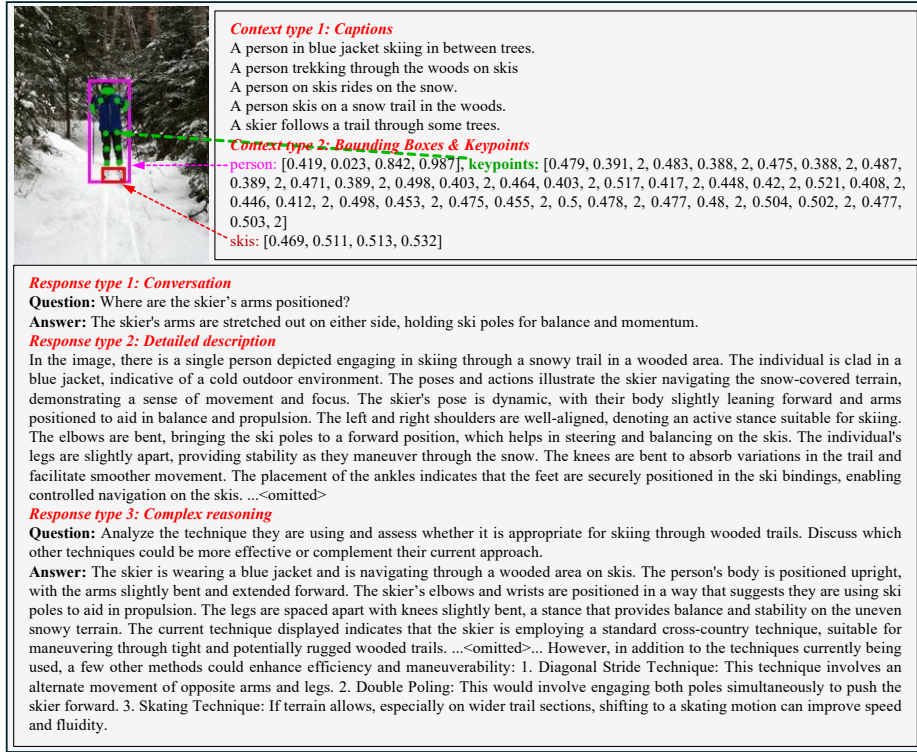 Context type 1: Captions
A person in blue jacket skiing in between trees.
A person trekking through the woods on skis
A person on skis rides on the snow.
A person skis on a snow trail in the woods.
A skier follows a trail through some trees.
Context type 2: Bounding Boxes & Keypoints
person: [0.419, 0.023, 0.842, 0.987], keypoints: [0.479, 0.391, 2, 0.483, 0.388, 2, 0.475, 0.388, 2, 0.487,
0.389, 2, 0.471, 0.389, 2, 0.498, 0.403, 2, 0.464, 0.403, 2, 0.517, 0.417, 2, 0.448, 0.42, 2, 0.521, 0.408, 2,
0.446, 0.412, 2, 0.498, 0.453, 2, 0.475, 0.455, 2, 0.5, 0.478, 2, 0.477, 0.48, 2, 0.504, 0.502, 2, 0.477,
0.503, 2]
skis: [0.469, 0.511, 0.513, 0.532]
Response type 1: Conversation
Question: Where are the skier's arms positioned?
Answer: The skier's arms are stretched out on either side, holding ski poles for balance and momentum.
Response type 2: Detailed description
In the image, there is a single person depicted engaging in skiing through a snowy trail in a wooded area. The individual is clad in a
blue jacket, indicative of a cold outdoor environment. The poses and actions illustrate the skier navigating the snow-covered terrain,
demonstrating a sense of movement and focus. The skier's pose is dynamic, with their body slightly leaning forward and arms
positioned to aid in balance and propulsion. The left and right shoulders are well-aligned, denoting an active stance suitable for skiing.
The elbows are bent, bringing the ski poles to a forward position, which helps in steering and balancing on the skis. The individual's
legs are slightly apart, providing stability as they maneuver through the snow. The knees are bent to absorb variations in the trail and
facilitate smoother movement. The placement of the ankles indicates that the feet are securely positioned in the ski bindings, enabling
controlled navigation on the skis. ...<omitted>
Response type 3: Complex reasoning
Question: Analyze the technique they are using and assess whether it is appropriate for skiing through wooded trails. Discuss which
other techniques could be more effective or complement their current approach.
Answer: The skier is wearing a blue jacket and is navigating through a wooded area on skis. The person's body is positioned upright,
with the arms slightly bent and extended forward. The skier's elbows and wrists are positioned in a way that suggests they are using ski
poles to aid in propulsion. The legs are spaced apart with knees slightly bent, a stance that provides balance and stability on the uneven
snowy terrain. The current technique displayed indicates that the skier is employing a standard cross-country technique, suitable for
maneuvering through tight and potentially rugged wooded trails. ...<omitted>... However, in addition to the techniques currently being
used, a few other methods could enhance efficiency and maneuverability: 1. Diagonal Stride Technique: This technique involves an
alternate movement of opposite arms and legs. 2. Double Poling: This would involve engaging both poles simultaneously to push the
skier forward. 3. Skating Technique: If terrain allows, especially on wider trail sections, shifting to a skating motion can improve speed
and fluidity.